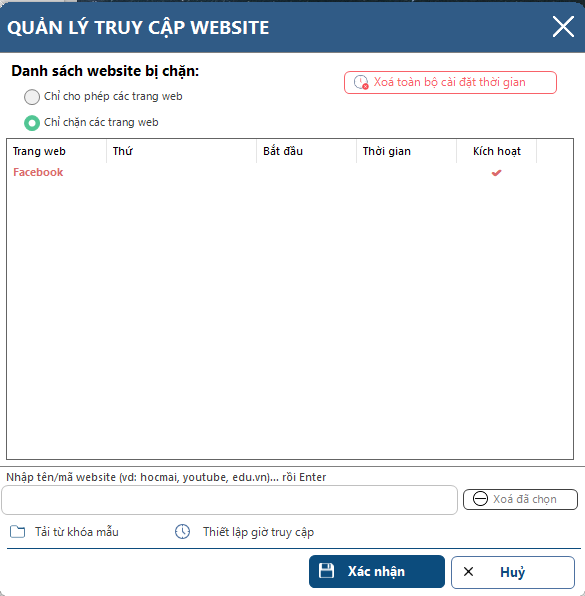 QUẢN LÝ TRUY CẬP WEBSITE
Danh sách website bị chặn:
Xoá toàn bộ cài đặt thời gian
Chỉ cho phép các trang web
Chỉ chặn các trang web
Trang web Thứ Bắt đầu Thời gian Kích hoạt
Facebook
Nhập tên/mã website (vd: hocmai, youtube, edu.vn)... rồi Enter
Xoá đã chọn
Tải từ khóa mẫu Thiết lập giờ truy cập
Xác nhận Huỷ